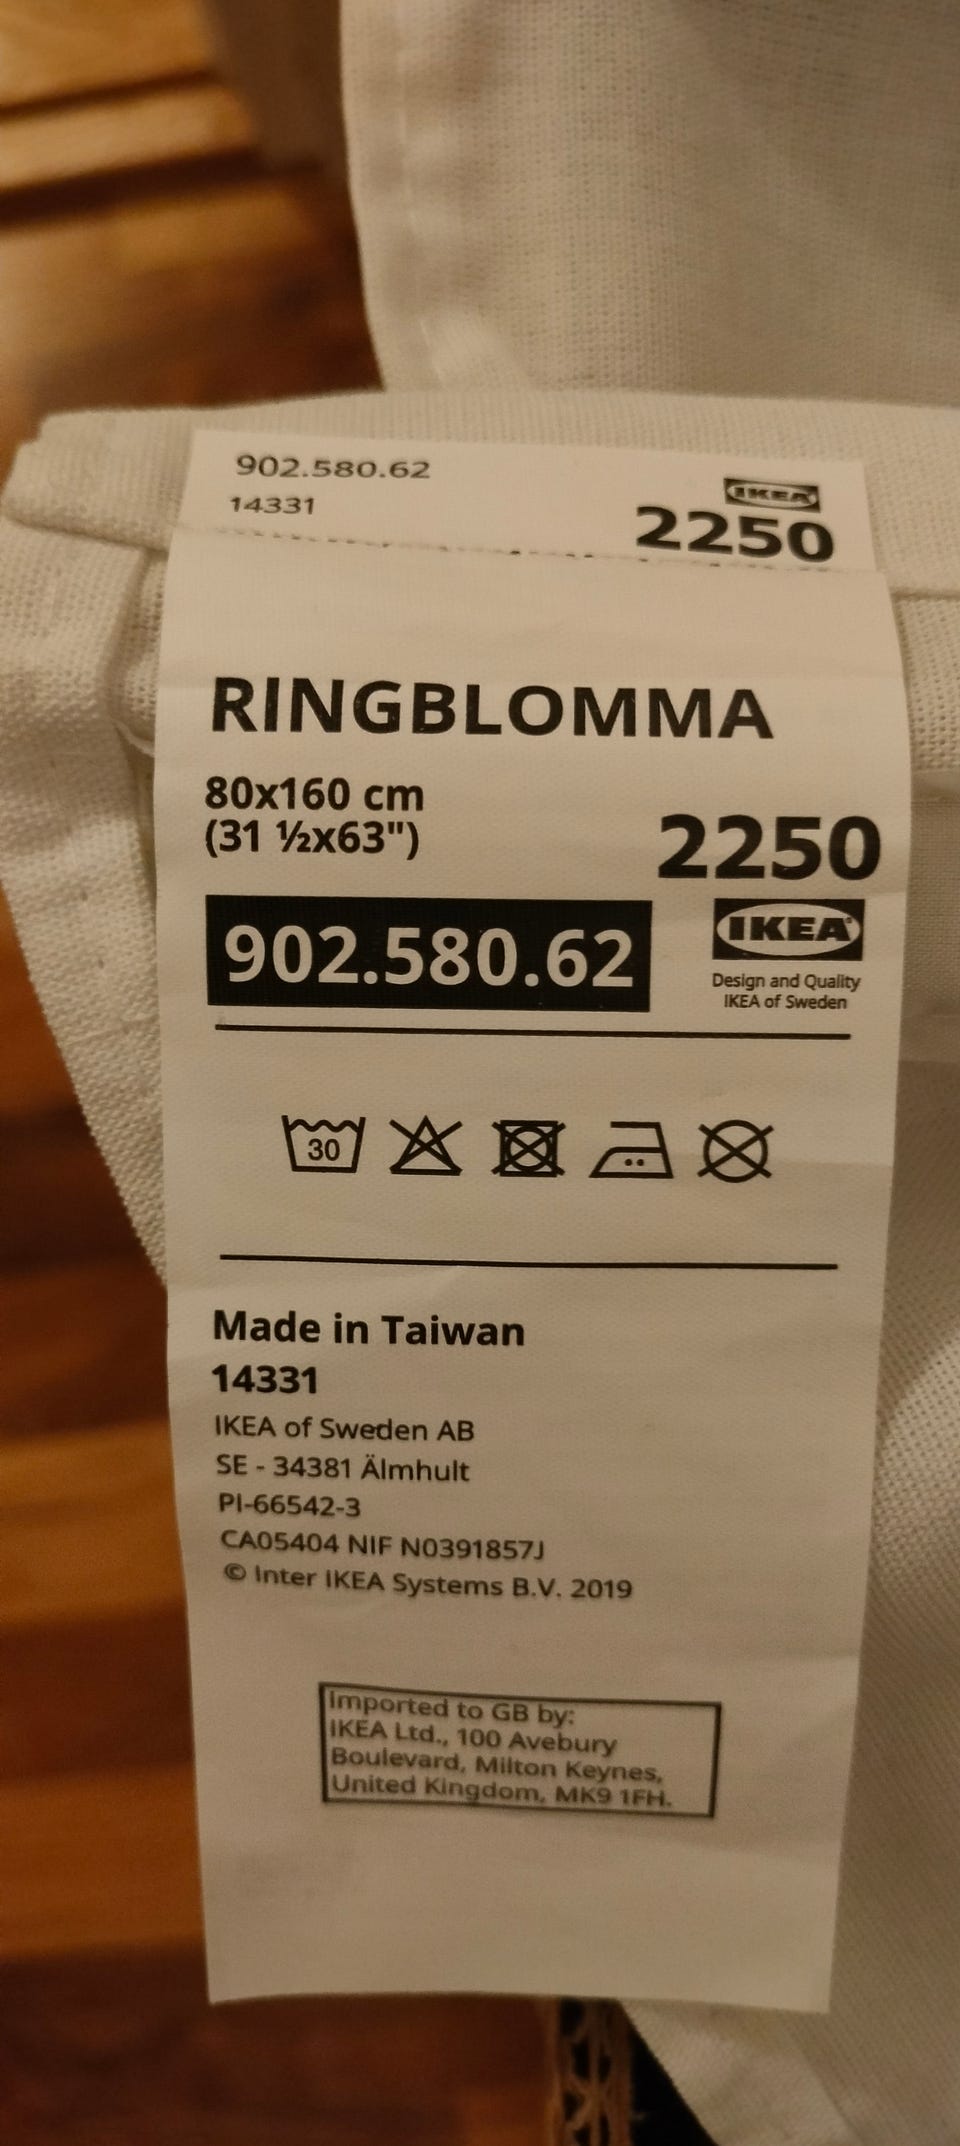 902.580.62
14331
IKEA
2250
RINGBLOMMA
80x160 cm
(31 ½x63")
2250
902.580.62
IKEA
Design and Quality
IKEA of Sweden
30
Made in Taiwan
14331
IKEA of Sweden AB
SE - 34381 Älmhult
PI-66542-3
CA05404 NIF N0391857J
© Inter IKEA Systems B.V. 2019
Imported to GB by:
IKEA Ltd., 100 Avebury
Boulevard, Milton Keynes,
United Kingdom, MK9 1FH.